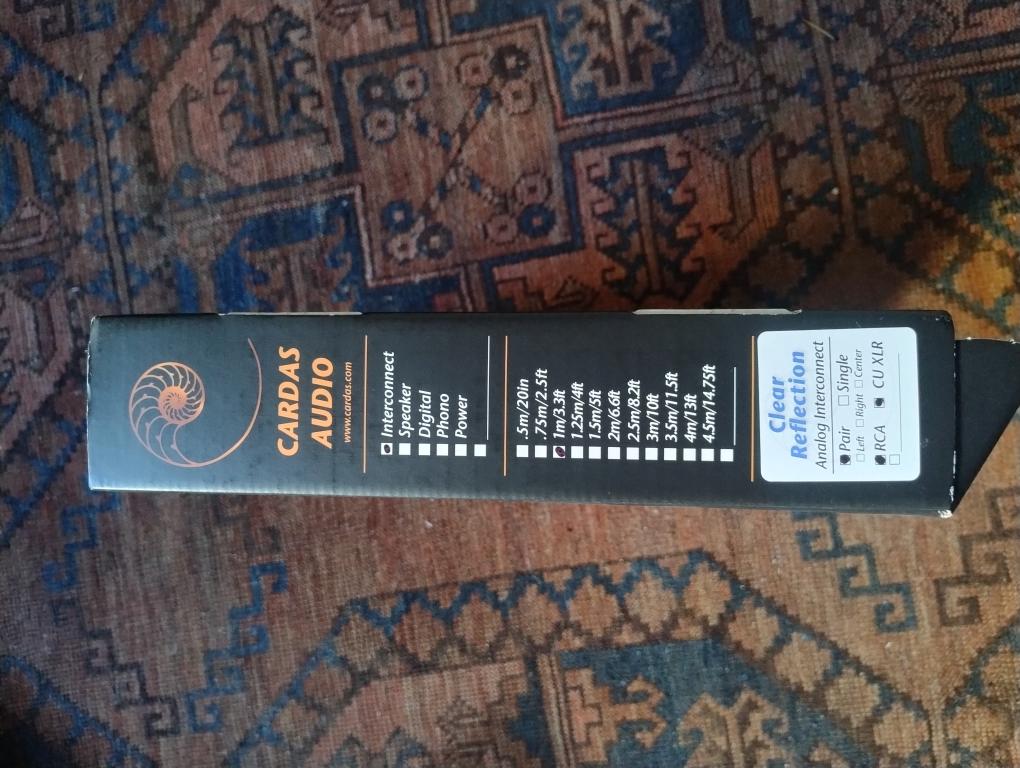 CARDAS
AUDIO
www.cardas.com
Interconnect
Speaker
Digital
Phono
Power
.5m/20in
.75m/2.5ft
1m/3.3ft
1.25m/4ft
1.5m/5ft
2m/6.6ft
2.5m/8.2ft
3m/10ft
3.5m/11.5ft
4m/13ft
4.5m/14.75ft
Clear
Reflection
Analog Interconnect
Pair Single
Left Right Center
RCA CU XLR